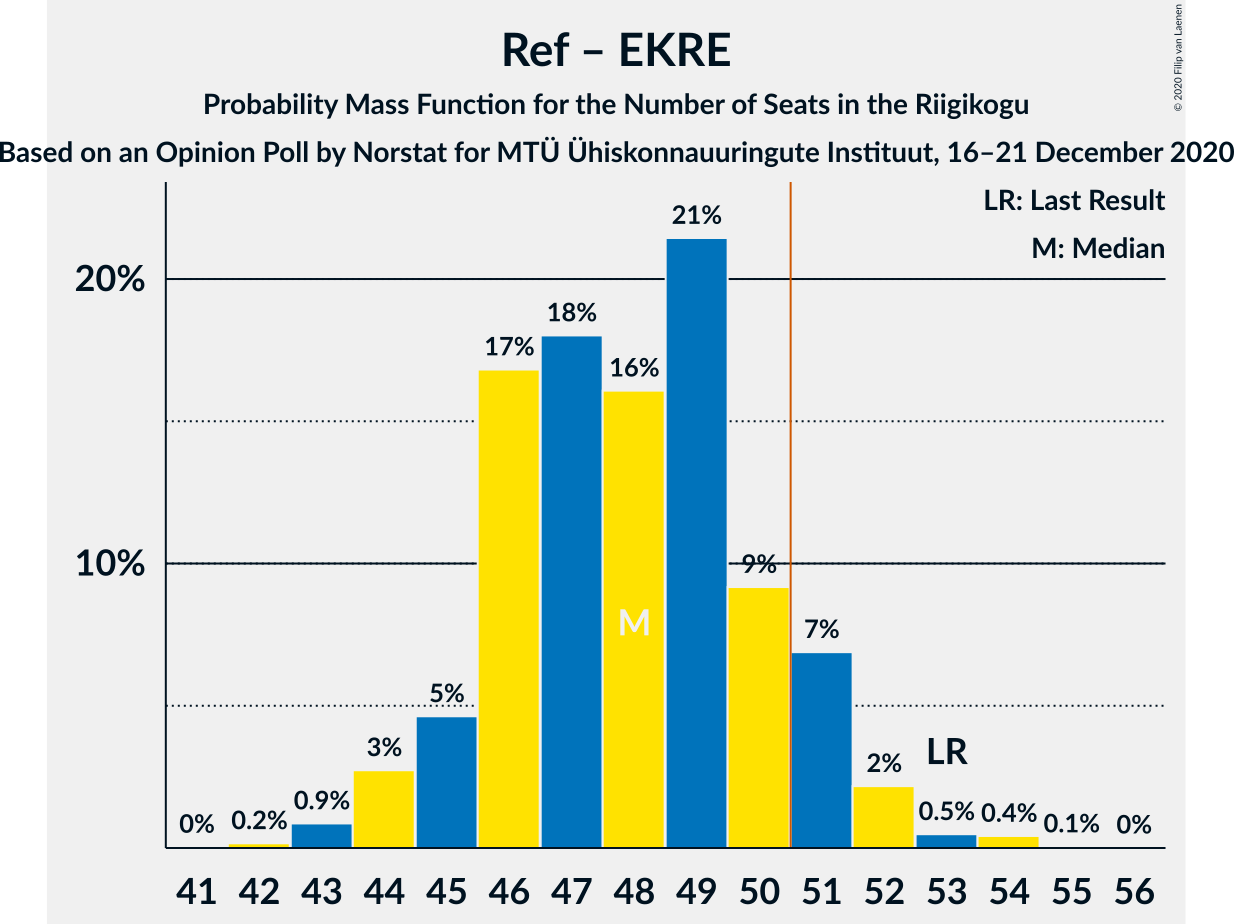 Ref – EKRE
Probability Mass Function for the Number of Seats in the Riigikogu
Based on an Opinion Poll by Norstat for MTÜ Ühiskonnauuringute Instituut, 16–21 December 2020
© 2020 Filip van Laenen
LR: Last Result
M: Median
20%
10%
0% 0.2% 0.9% 3% 5% 17% 18% 16% 21% 9% 7% 2% 0.5% 0.4% 0.1% 0%
M
LR
41 42 43 44 45 46 47 48 49 50 51 52 53 54 55 56